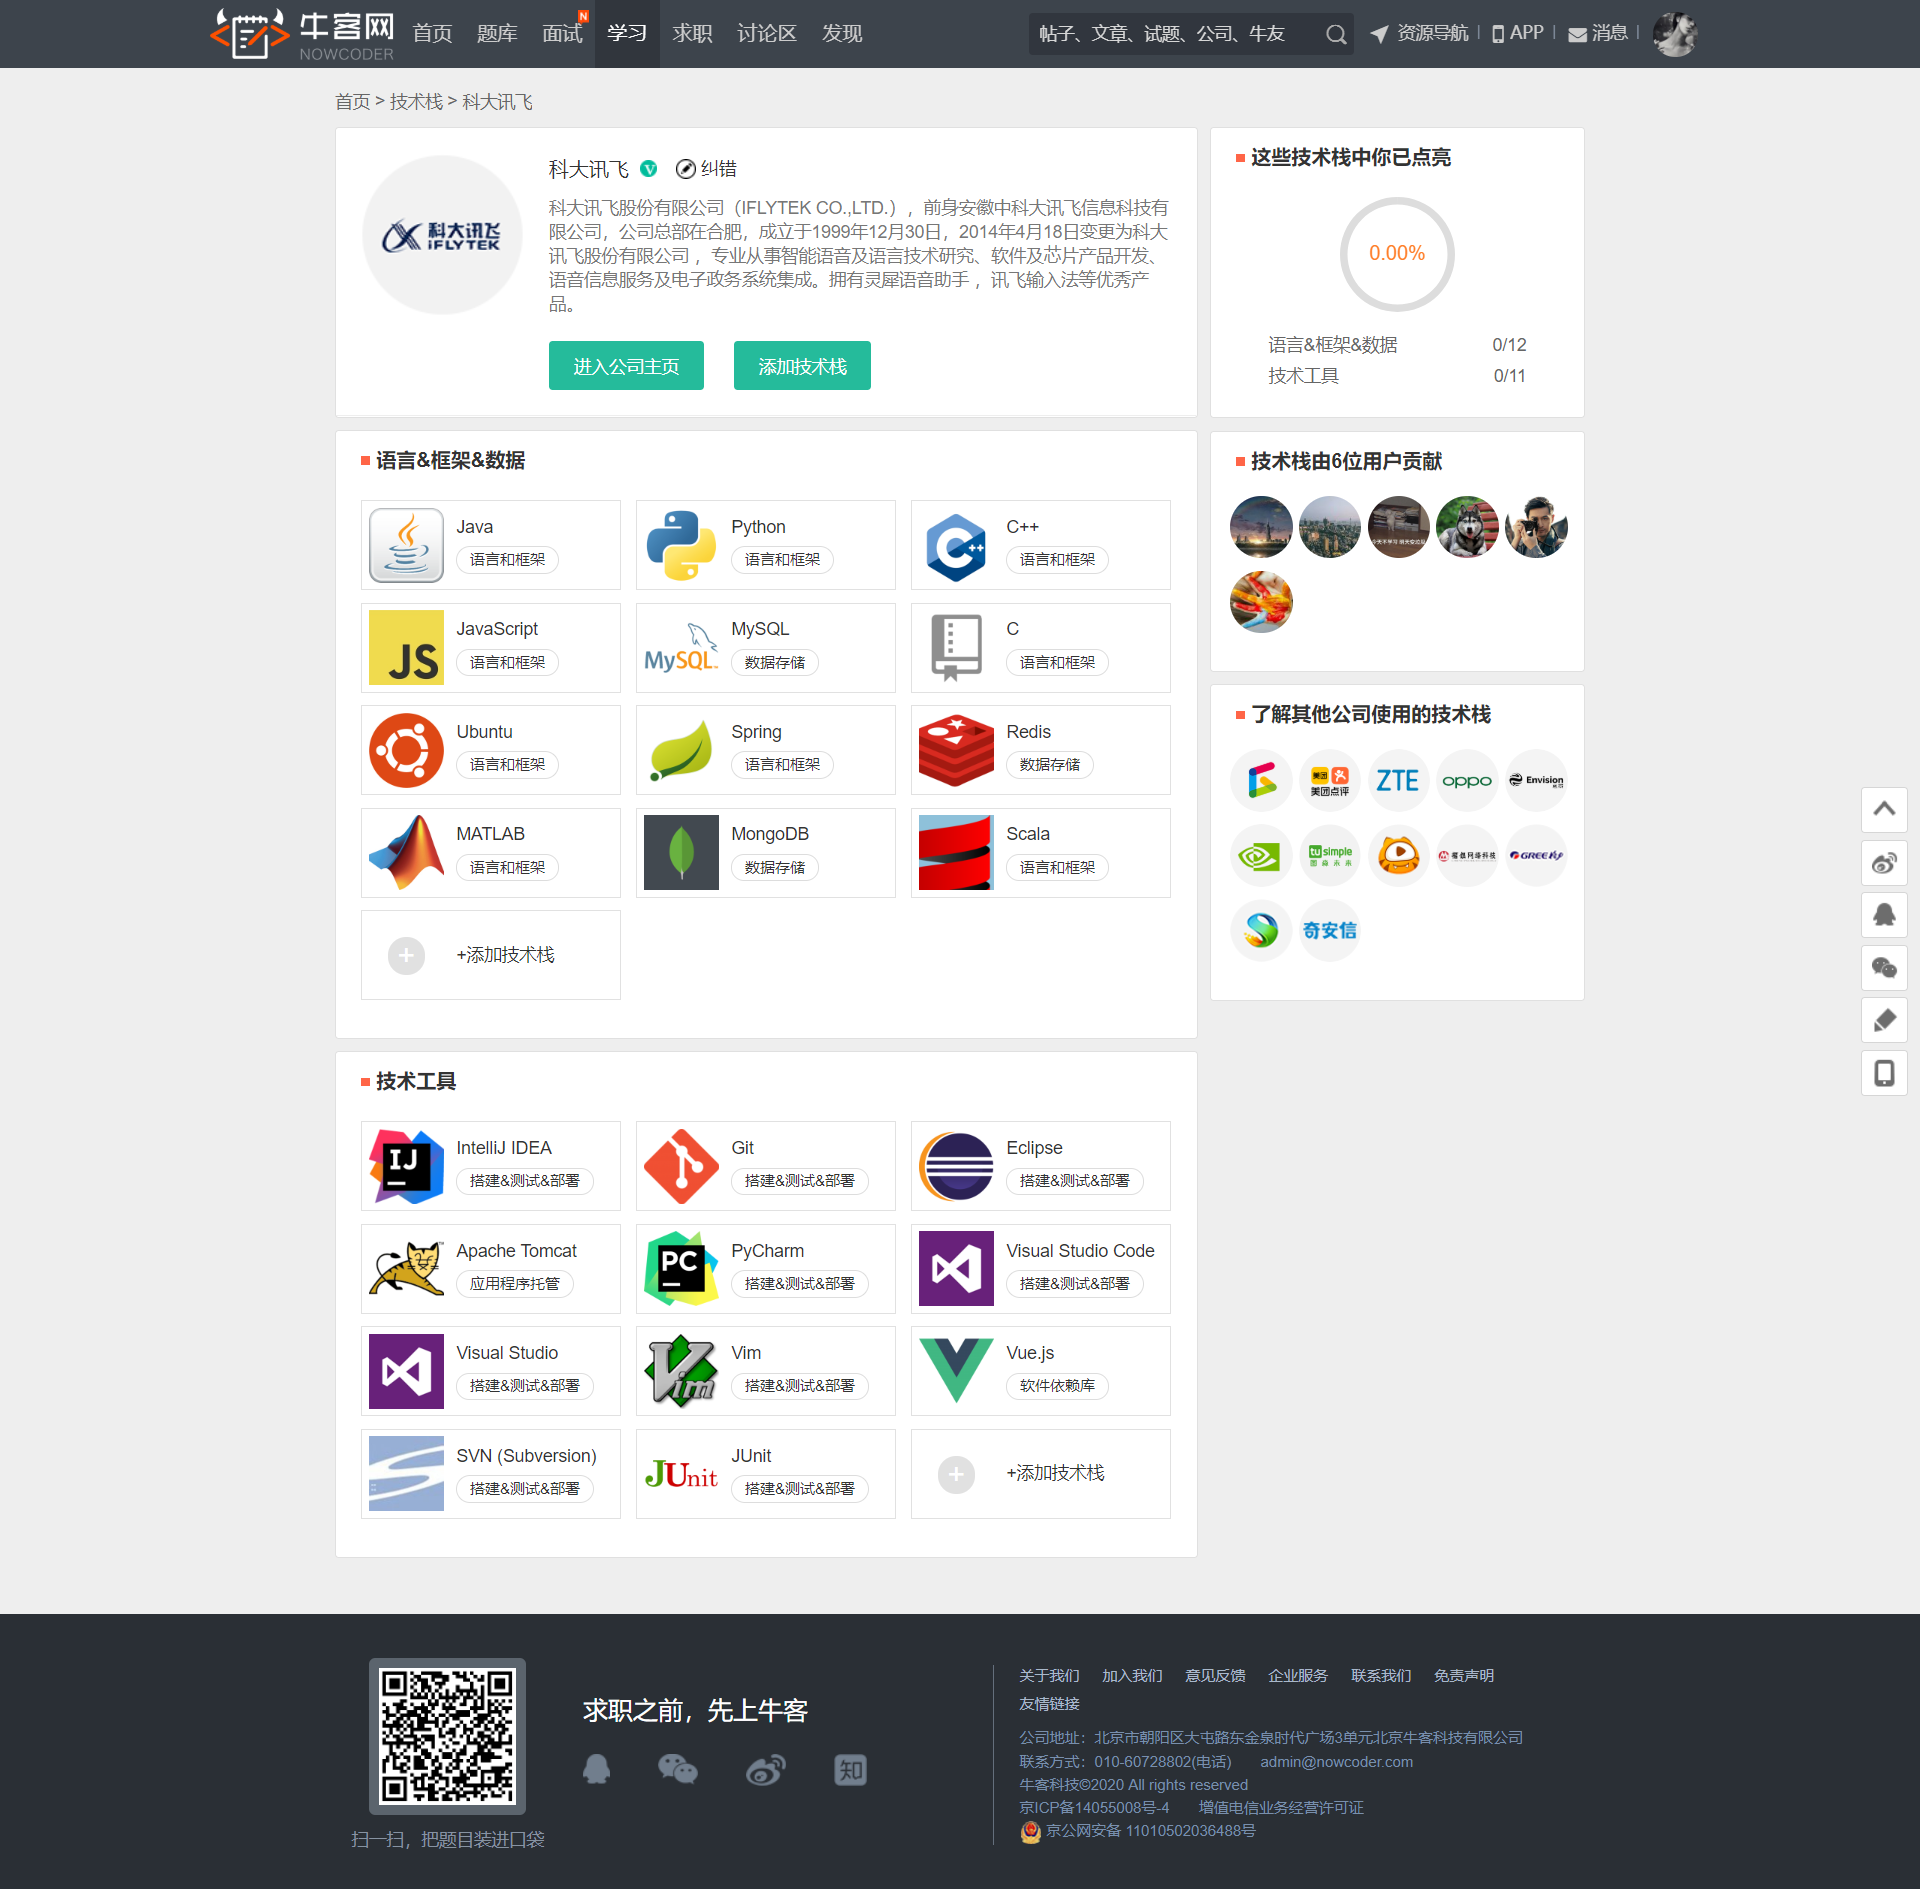 牛客网 NOWCODER 首页 题库 面试 N 学习 求职 讨论区 发现 帖子、文章、试题、公司、牛友 资源导航 APP 消息
首页 > 技术栈 > 科大讯飞
科大讯飞 IFLYTEK
科大讯飞 V 纠错
科大讯飞股份有限公司（IFLYTEK CO.,LTD.），前身安徽中科大讯飞信息科技有
限公司，公司总部在合肥，成立于1999年12月30日，2014年4月18日变更为科大
讯飞股份有限公司，专业从事智能语音及语言技术研究、软件及芯片产品开发、
语音信息服务及电子政务系统集成。拥有灵犀语音助手，讯飞输入法等优秀产
品。
进入公司主页 添加技术栈
这些技术栈中你已点亮
0.00%
语言&框架&数据 0/12
技术工具 0/11
语言&框架&数据
Java
语言和框架
Python
语言和框架
C++
语言和框架
JS
JavaScript
语言和框架
MySQL
MySQL
数据存储
C
语言和框架
Ubuntu
语言和框架
Spring
语言和框架
Redis
数据存储
MATLAB
语言和框架
MongoDB
数据存储
Scala
语言和框架
+添加技术栈
技术栈由6位用户贡献
了解其他公司使用的技术栈
美团 美团点评 ZTE oppo Envision
tusimple 图森未来 GREE
奇安信
技术工具
IJ
IntelliJ IDEA
搭建&测试&部署
Git
搭建&测试&部署
Eclipse
搭建&测试&部署
Apache Tomcat
应用程序托管
PC
PyCharm
搭建&测试&部署
Visual Studio Code
搭建&测试&部署
Visual Studio
搭建&测试&部署
Vim
Vim
搭建&测试&部署
Vue.js
软件依赖库
SVN (Subversion)
搭建&测试&部署
JUnit
JUnit
搭建&测试&部署
+添加技术栈
扫一扫，把题目装进口袋
求职之前，先上牛客
知
关于我们 加入我们 意见反馈 企业服务 联系我们 免责声明
友情链接
公司地址：北京市朝阳区大屯路东金泉时代广场3单元北京牛客科技有限公司
联系方式：010-60728802(电话) admin@nowcoder.com
牛客科技©2020 All rights reserved
京ICP备14055008号-4 增值电信业务经营许可证
京公网安备 11010502036488号